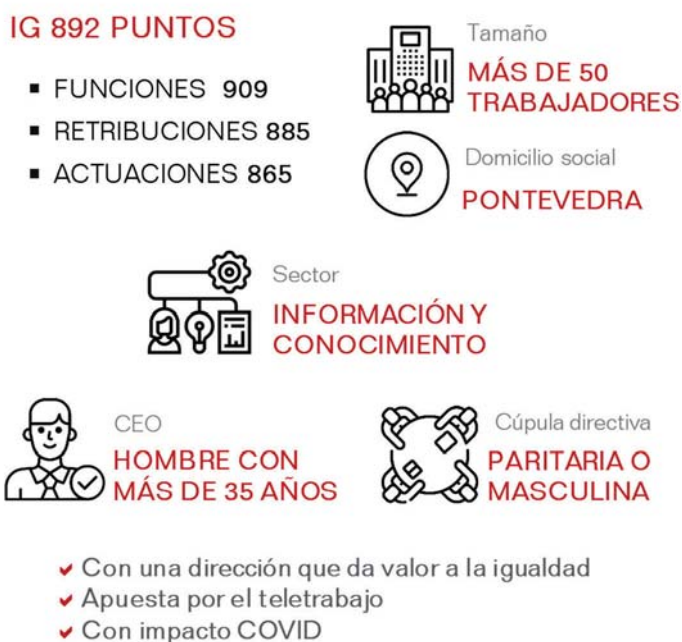 IG 892 PUNTOS
▪ FUNCIONES 909
▪ RETRIBUCIONES 885
▪ ACTUACIONES 865
Tamaño
MÁS DE 50
TRABAJADORES
Domicilio social
PONTEVEDRA
Sector
INFORMACIÓN Y
CONOCIMIENTO
CEO
HOMBRE CON
MÁS DE 35 AÑOS
Cúpula directiva
PARITARIA O
MASCULINA
✔ Con una dirección que da valor a la igualdad
✔ Apuesta por el teletrabajo
✔ Con impacto COVID